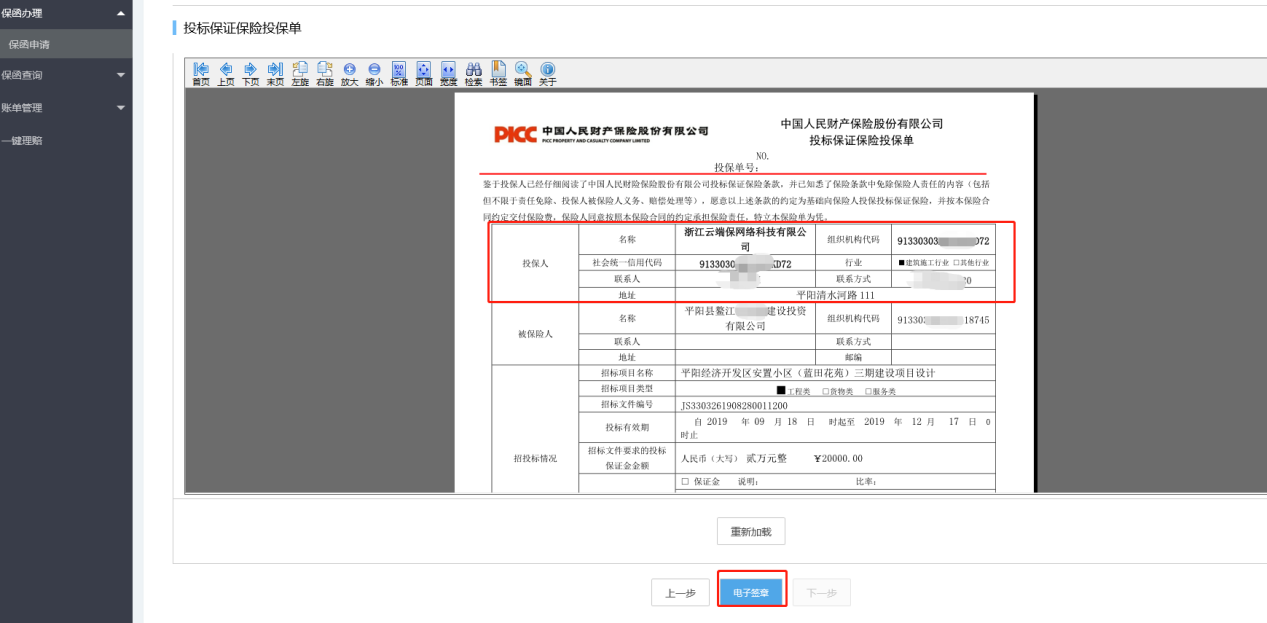 保函办理
保函申请
保函查询
账单管理
一键理赔
投标保证保险投保单
首页 上页 下页 末页 左旋 右旋 放大 缩小 标准 页面 宽度 检索 书签 镜面 关于
PICC 中国人民财产保险股份有限公司
PICC PROPERTY AND CASUALTY COMPANY LIMITED
中国人民财产保险股份有限公司
投标保证保险投保单
NO.
投保单号:
鉴于投保人已经仔细阅读了中国人民财险保险股份有限公司投标保证保险条款,并已知悉了保险条款中免除保险人责任的内容(包括
但不限于责任免除、投保人被保险人义务、赔偿处理等),愿意以上述条款的约定为基础向保险人投保投标保证保险,并按本保险合
同约定交付保险费,保险人同意按照本保险合同的约定承担保险责任,特立本保险单为凭。
投保人
名称 浙江云端保网络科技有限公司 组织机构代码 91330303 D72
社会统一信用代码 9133030 D72 行业 ■建筑施工行业 □其他行业
联系人 联系方式 0
地址 平阳清水河路 111
被保险人
名称 平阳县鳌江 建设投资有限公司 组织机构代码 91330 18745
联系人 联系方式
地址 邮编
招投标情况
招标项目名称 平阳经济开发区安置小区(蓝田花苑)三期建设项目设计
招标项目类型 ■工程类 □货物类 □服务类
招标文件编号 JS3303261908280011200
投标有效期 自 2019 年 09 月 18 日 时起至 2019 年 12 月 17 日 0
时止
招标文件要求的投标保证金金额 人民币(大写) 贰万元整 ¥20000.00
□ 保证金 说明: 比率:
重新加载
上一步 电子签章 下一步